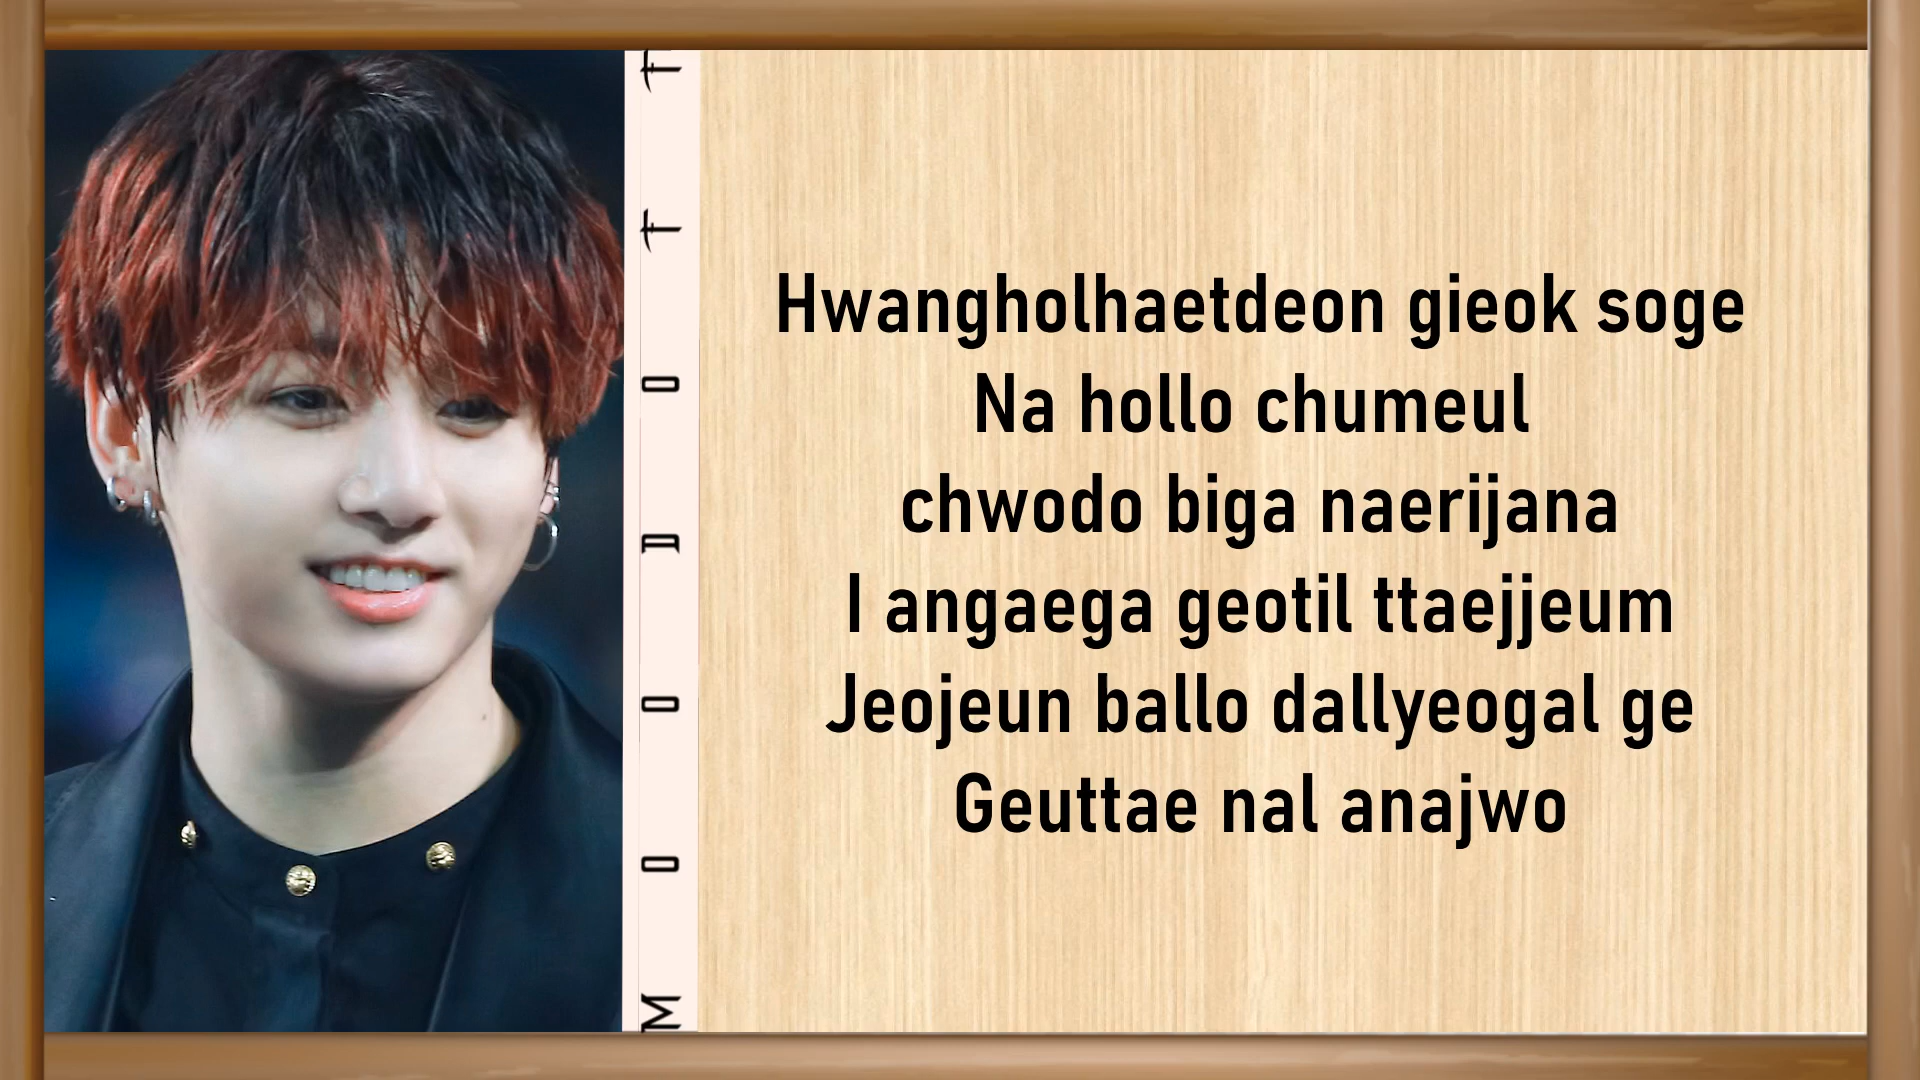 MOODOTT
Hwangholhaetdeon gieok soge
Na hollo chumeul
chwodo biga naerijana
I angaega geotil ttaejjeum
Jeojeun ballo dallyeogal ge
Geuttae nal anajwo